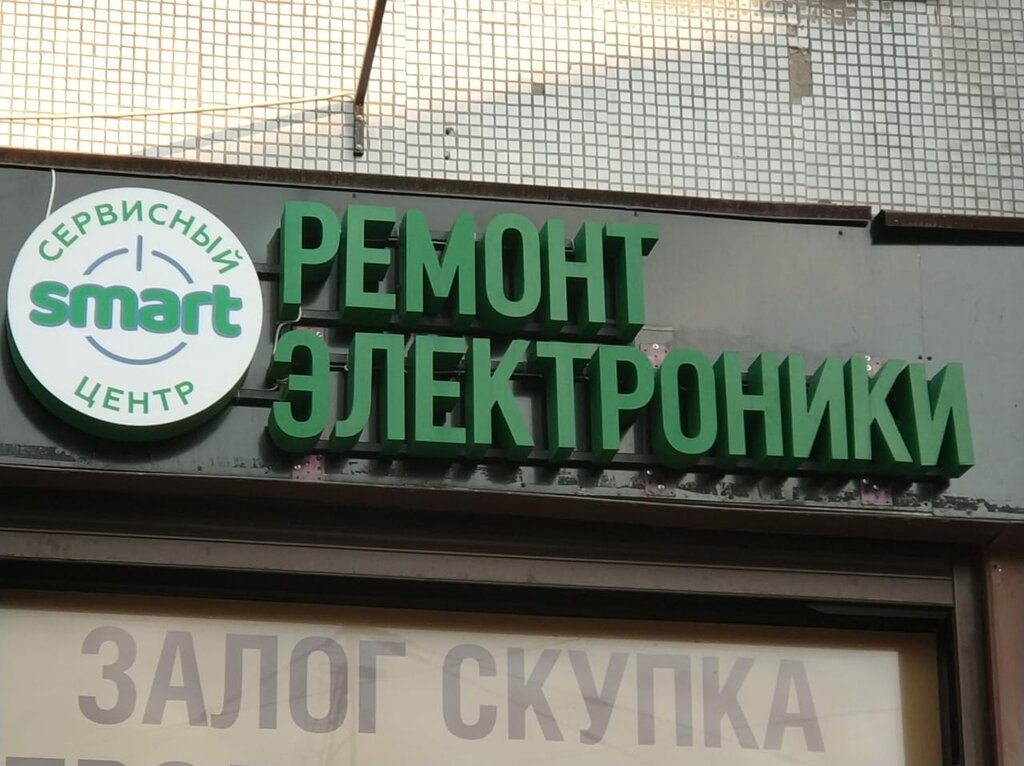 СЕРВИСНЫЙ
smart
ЦЕНТР
РЕМОНТ
ЭЛЕКТРОНИКИ
ЗАЛОГ СКУПКА